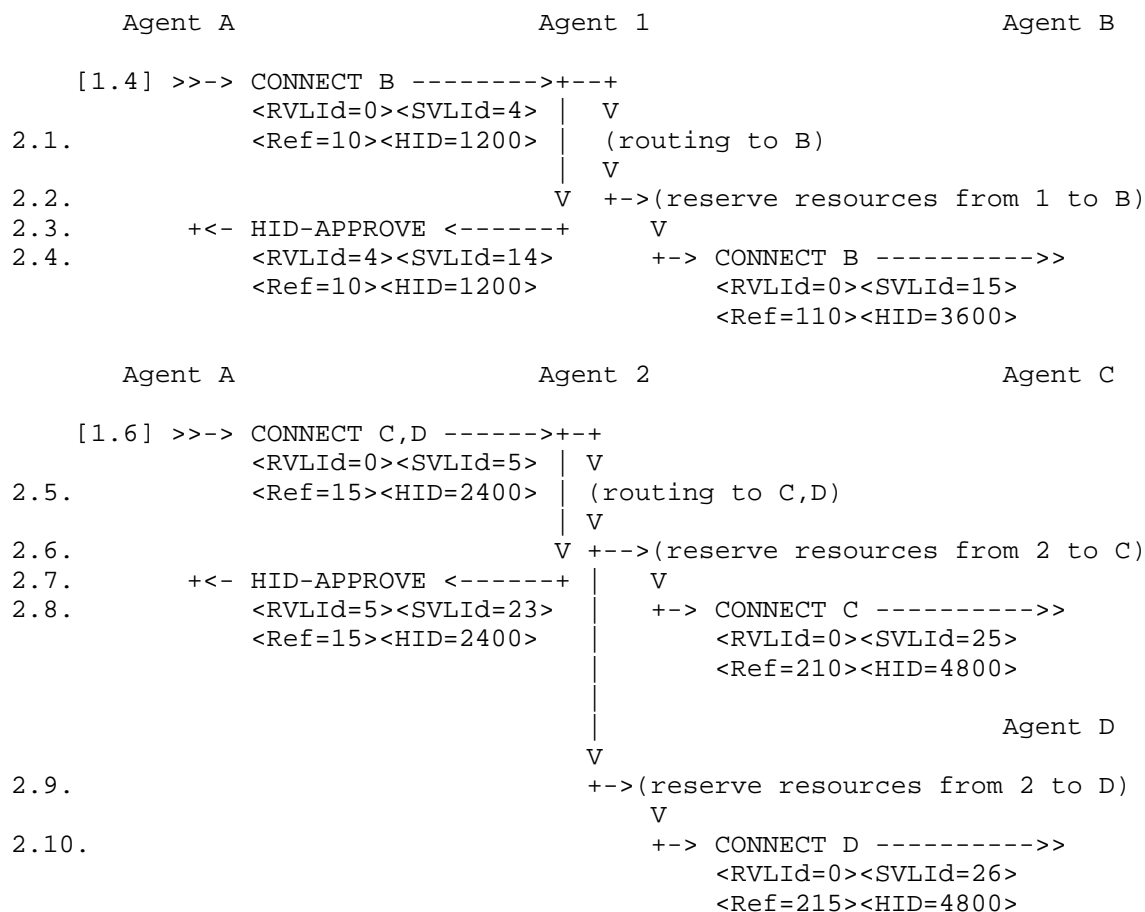 Agent A                    Agent 1                       Agent B

    [1.4] >>-> CONNECT B -------->+--+
               <RVLId=0><SVLId=4> |  V
2.1.           <Ref=10><HID=1200> |  (routing to B)
                                  |  V
2.2.                              V  +->(reserve resources from 1 to B)
2.3.       +<- HID-APPROVE <------+     V
2.4.           <RVLId=4><SVLId=14>      +-> CONNECT B ---------->>
               <Ref=10><HID=1200>           <RVLId=0><SVLId=15>
                                            <Ref=110><HID=3600>

       Agent A                    Agent 2                       Agent C

    [1.6] >>-> CONNECT C,D ------>+-+
               <RVLId=0><SVLId=5> | V
2.5.           <Ref=15><HID=2400> | (routing to C,D)
                                  | V
2.6.                              V +-->(reserve resources from 2 to C)
2.7.       +<- HID-APPROVE <------+ |   V
2.8.           <RVLId=5><SVLId=23>  |   +-> CONNECT C ---------->>
               <Ref=15><HID=2400>   |       <RVLId=0><SVLId=25>
                                    |       <Ref=210><HID=4800>
                                    |
                                    |                           Agent D
                                    V
2.9.                                +->(reserve resources from 2 to D)
                                        V
2.10.                                   +-> CONNECT D ---------->>
                                            <RVLId=0><SVLId=26>
                                            <Ref=215><HID=4800>